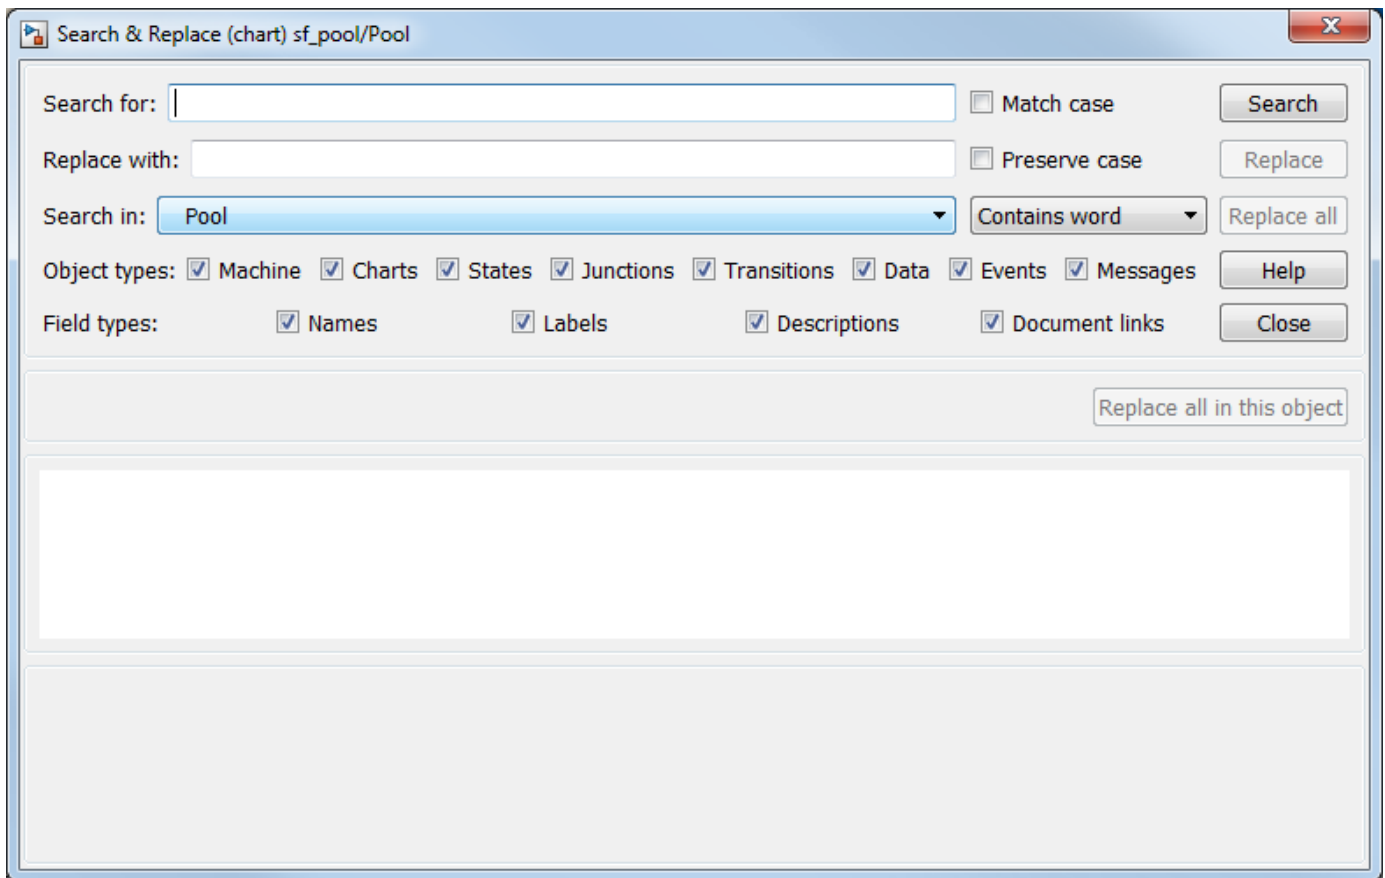 Search & Replace (chart) sf_pool/Pool
Search for: Match case Search
Replace with: Preserve case Replace
Search in: Pool Contains word Replace all
Object types: Machine Charts States Junctions Transitions Data Events Messages Help
Field types: Names Labels Descriptions Document links Close
Replace all in this object